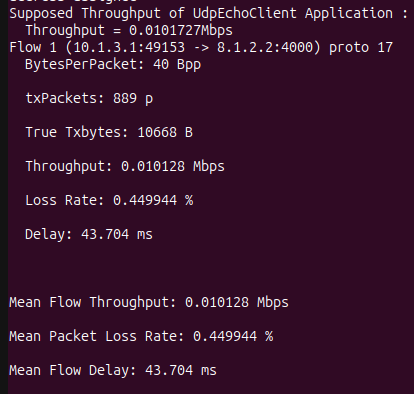 Supposed Throughput of UdpEchoClient Application :
Throughput = 0.0101727Mbps
Flow 1 (10.1.3.1:49153 -> 8.1.2.2:4000) proto 17
BytesPerPacket: 40 Bpp
txPackets: 889 p
True Txbytes: 10668 B
Throughput: 0.010128 Mbps
Loss Rate: 0.449944 %
Delay: 43.704 ms
Mean Flow Throughput: 0.010128 Mbps
Mean Packet Loss Rate: 0.449944 %
Mean Flow Delay: 43.704 ms